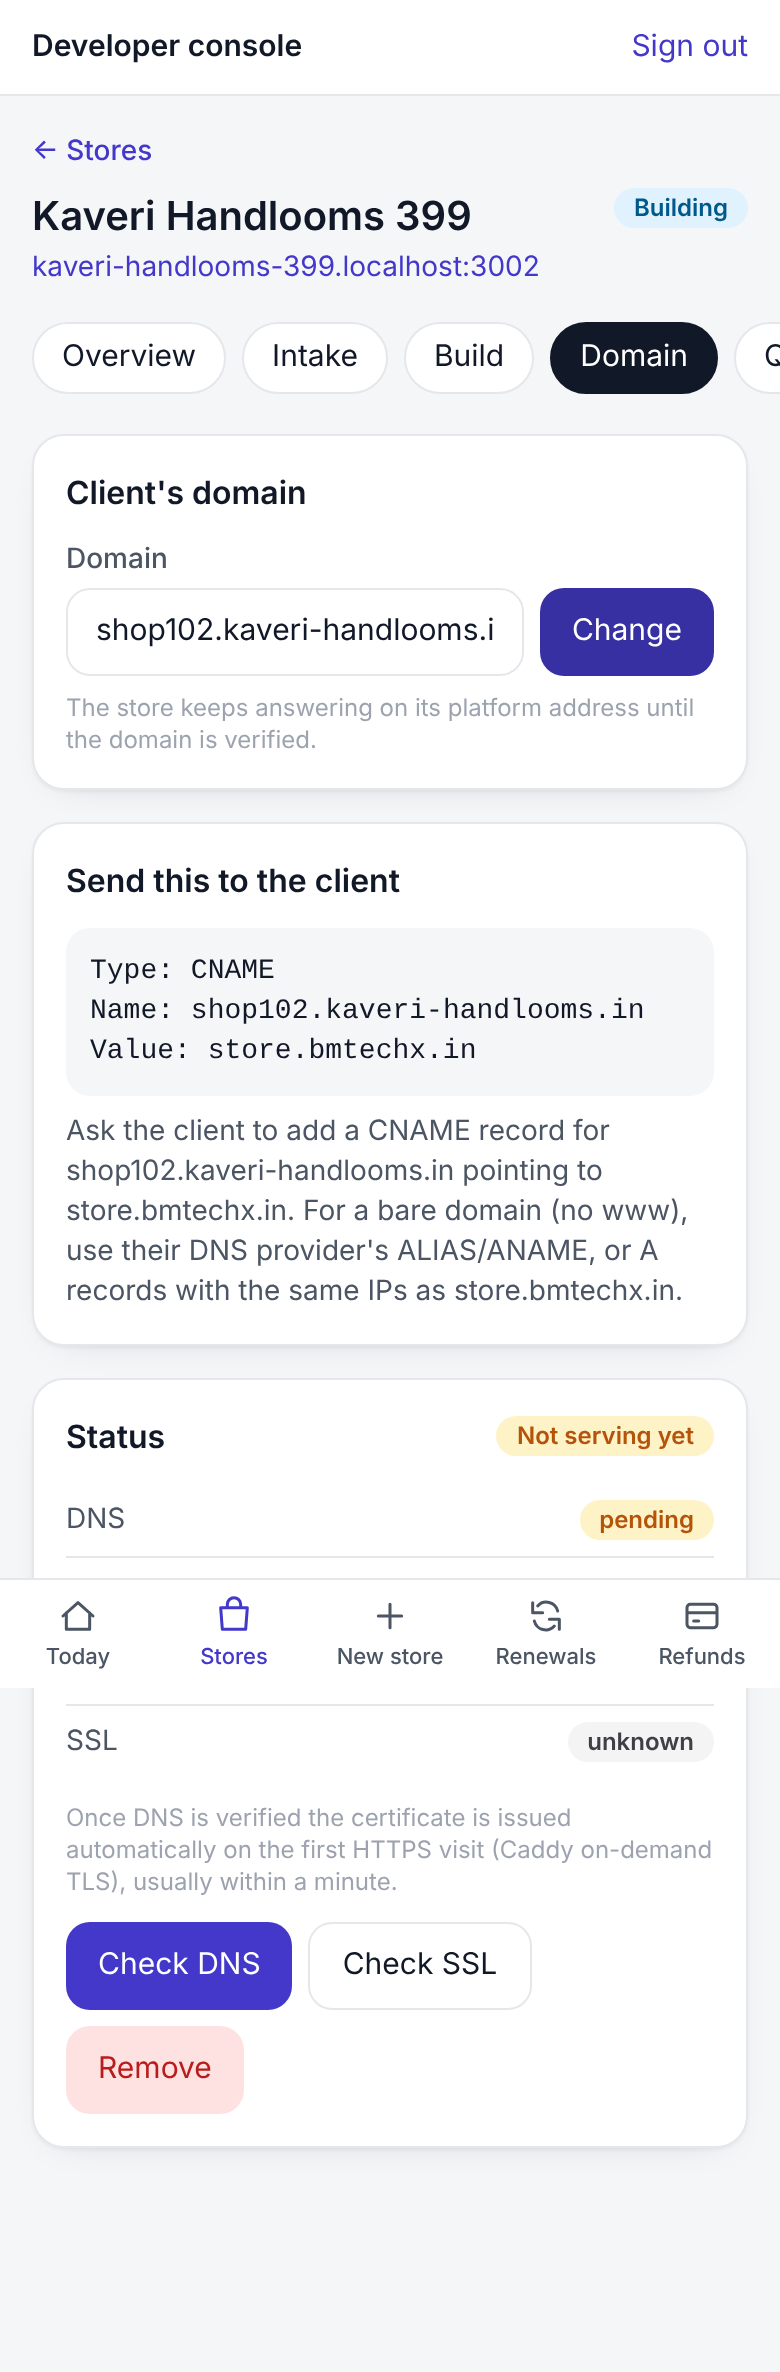 Developer console
Sign out
← Stores
Kaveri Handlooms 399
Building
kaveri-handlooms-399.localhost:3002
Overview
Intake
Build
Domain
Client's domain
Domain
shop102.kaveri-handlooms.i
Change
The store keeps answering on its platform address until
the domain is verified.
Send this to the client
Type: CNAME
Name: shop102.kaveri-handlooms.in
Value: store.bmtechx.in
Ask the client to add a CNAME record for
shop102.kaveri-handlooms.in pointing to
store.bmtechx.in. For a bare domain (no www),
use their DNS provider's ALIAS/ANAME, or A
records with the same IPs as store.bmtechx.in.
Status
Not serving yet
DNS
pending
Today
Stores
New store
Renewals
Refunds
SSL
unknown
Once DNS is verified the certificate is issued
automatically on the first HTTPS visit (Caddy on-demand
TLS), usually within a minute.
Check DNS
Check SSL
Remove